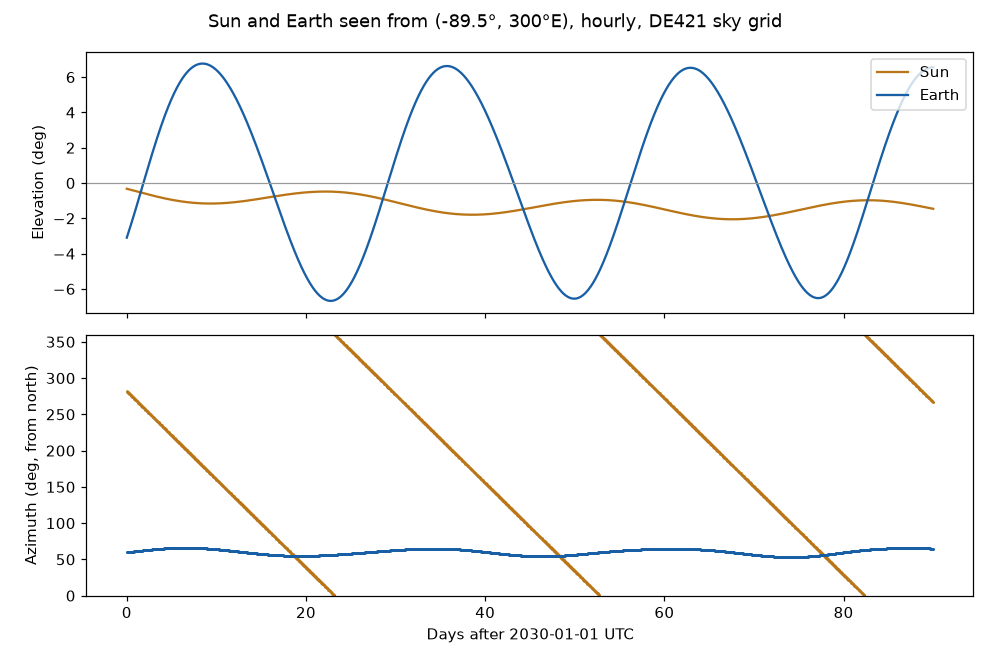 Sun and Earth seen from (-89.5°, 300°E), hourly, DE421 sky grid
Elevation (deg)
6
4
2
0
−2
−4
−6
Sun
Earth
Azimuth (deg, from north)
350
300
250
200
150
100
50
0
0 20 40 60 80
Days after 2030-01-01 UTC